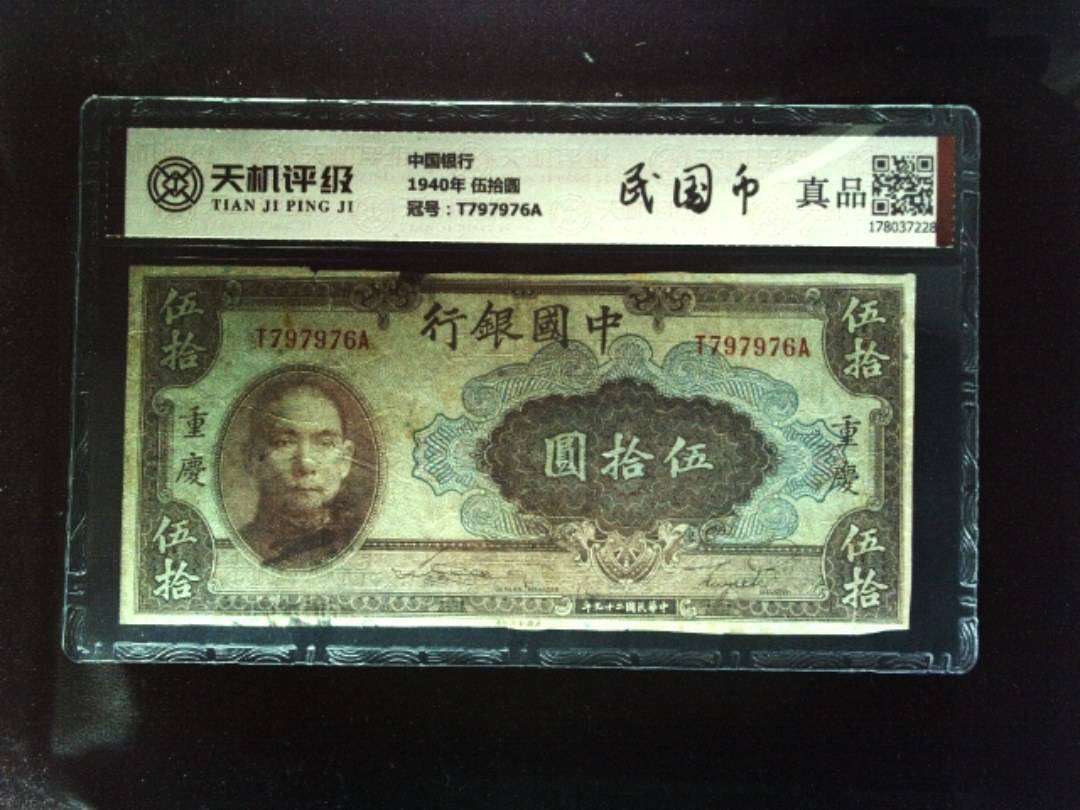 天机评级
TIAN JI PING JI
中国银行
1940年 伍拾圆
冠号：T797976A
民国币
真品
178037228
伍拾
中國銀行
伍拾
T797976A
T797976A
重慶
伍拾圓
重慶
伍拾
伍拾
中華民國二十九年